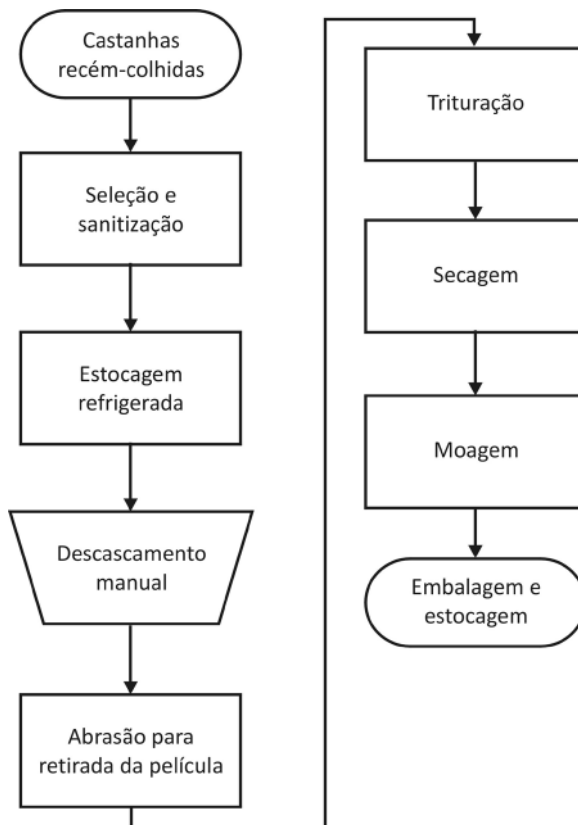 Castanhas
recém-colhidas
Seleção e
sanitização
Estocagem
refrigerada
Descascamento
manual
Abrasão para
retirada da película
Trituração
Secagem
Moagem
Embalagem e
estocagem